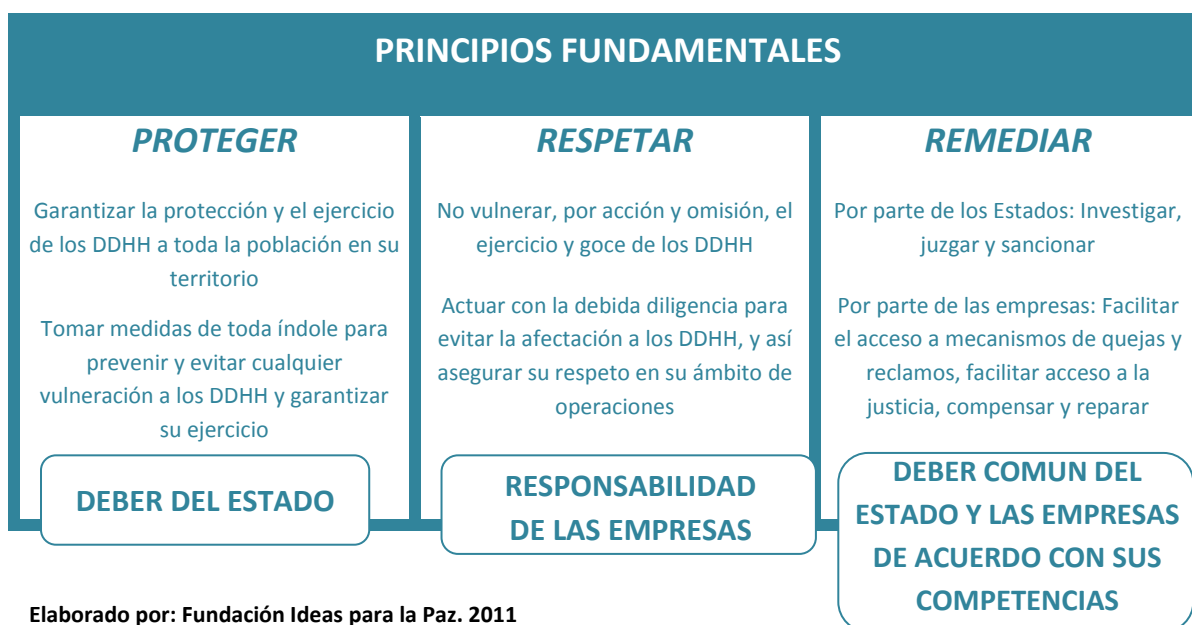 PRINCIPIOS FUNDAMENTALES
PROTEGER
Garantizar la protección y el ejercicio
de los DDHH a toda la población en su
territorio
Tomar medidas de toda índole para
prevenir y evitar cualquier
vulneración a los DDHH y garantizar
su ejercicio
DEBER DEL ESTADO
RESPETAR
No vulnerar, por acción y omisión, el
ejercicio y goce de los DDHH
Actuar con la debida diligencia para
evitar la afectación a los DDHH, y así
asegurar su respeto en su ámbito de
operaciones
RESPONSABILIDAD
DE LAS EMPRESAS
REMEDIAR
Por parte de los Estados: Investigar,
juzgar y sancionar
Por parte de las empresas: Facilitar
el acceso a mecanismos de quejas y
reclamos, facilitar acceso a la
justicia, compensar y reparar
DEBER COMUN DEL
ESTADO Y LAS EMPRESAS
DE ACUERDO CON SUS
COMPETENCIAS
Elaborado por: Fundación Ideas para la Paz. 2011